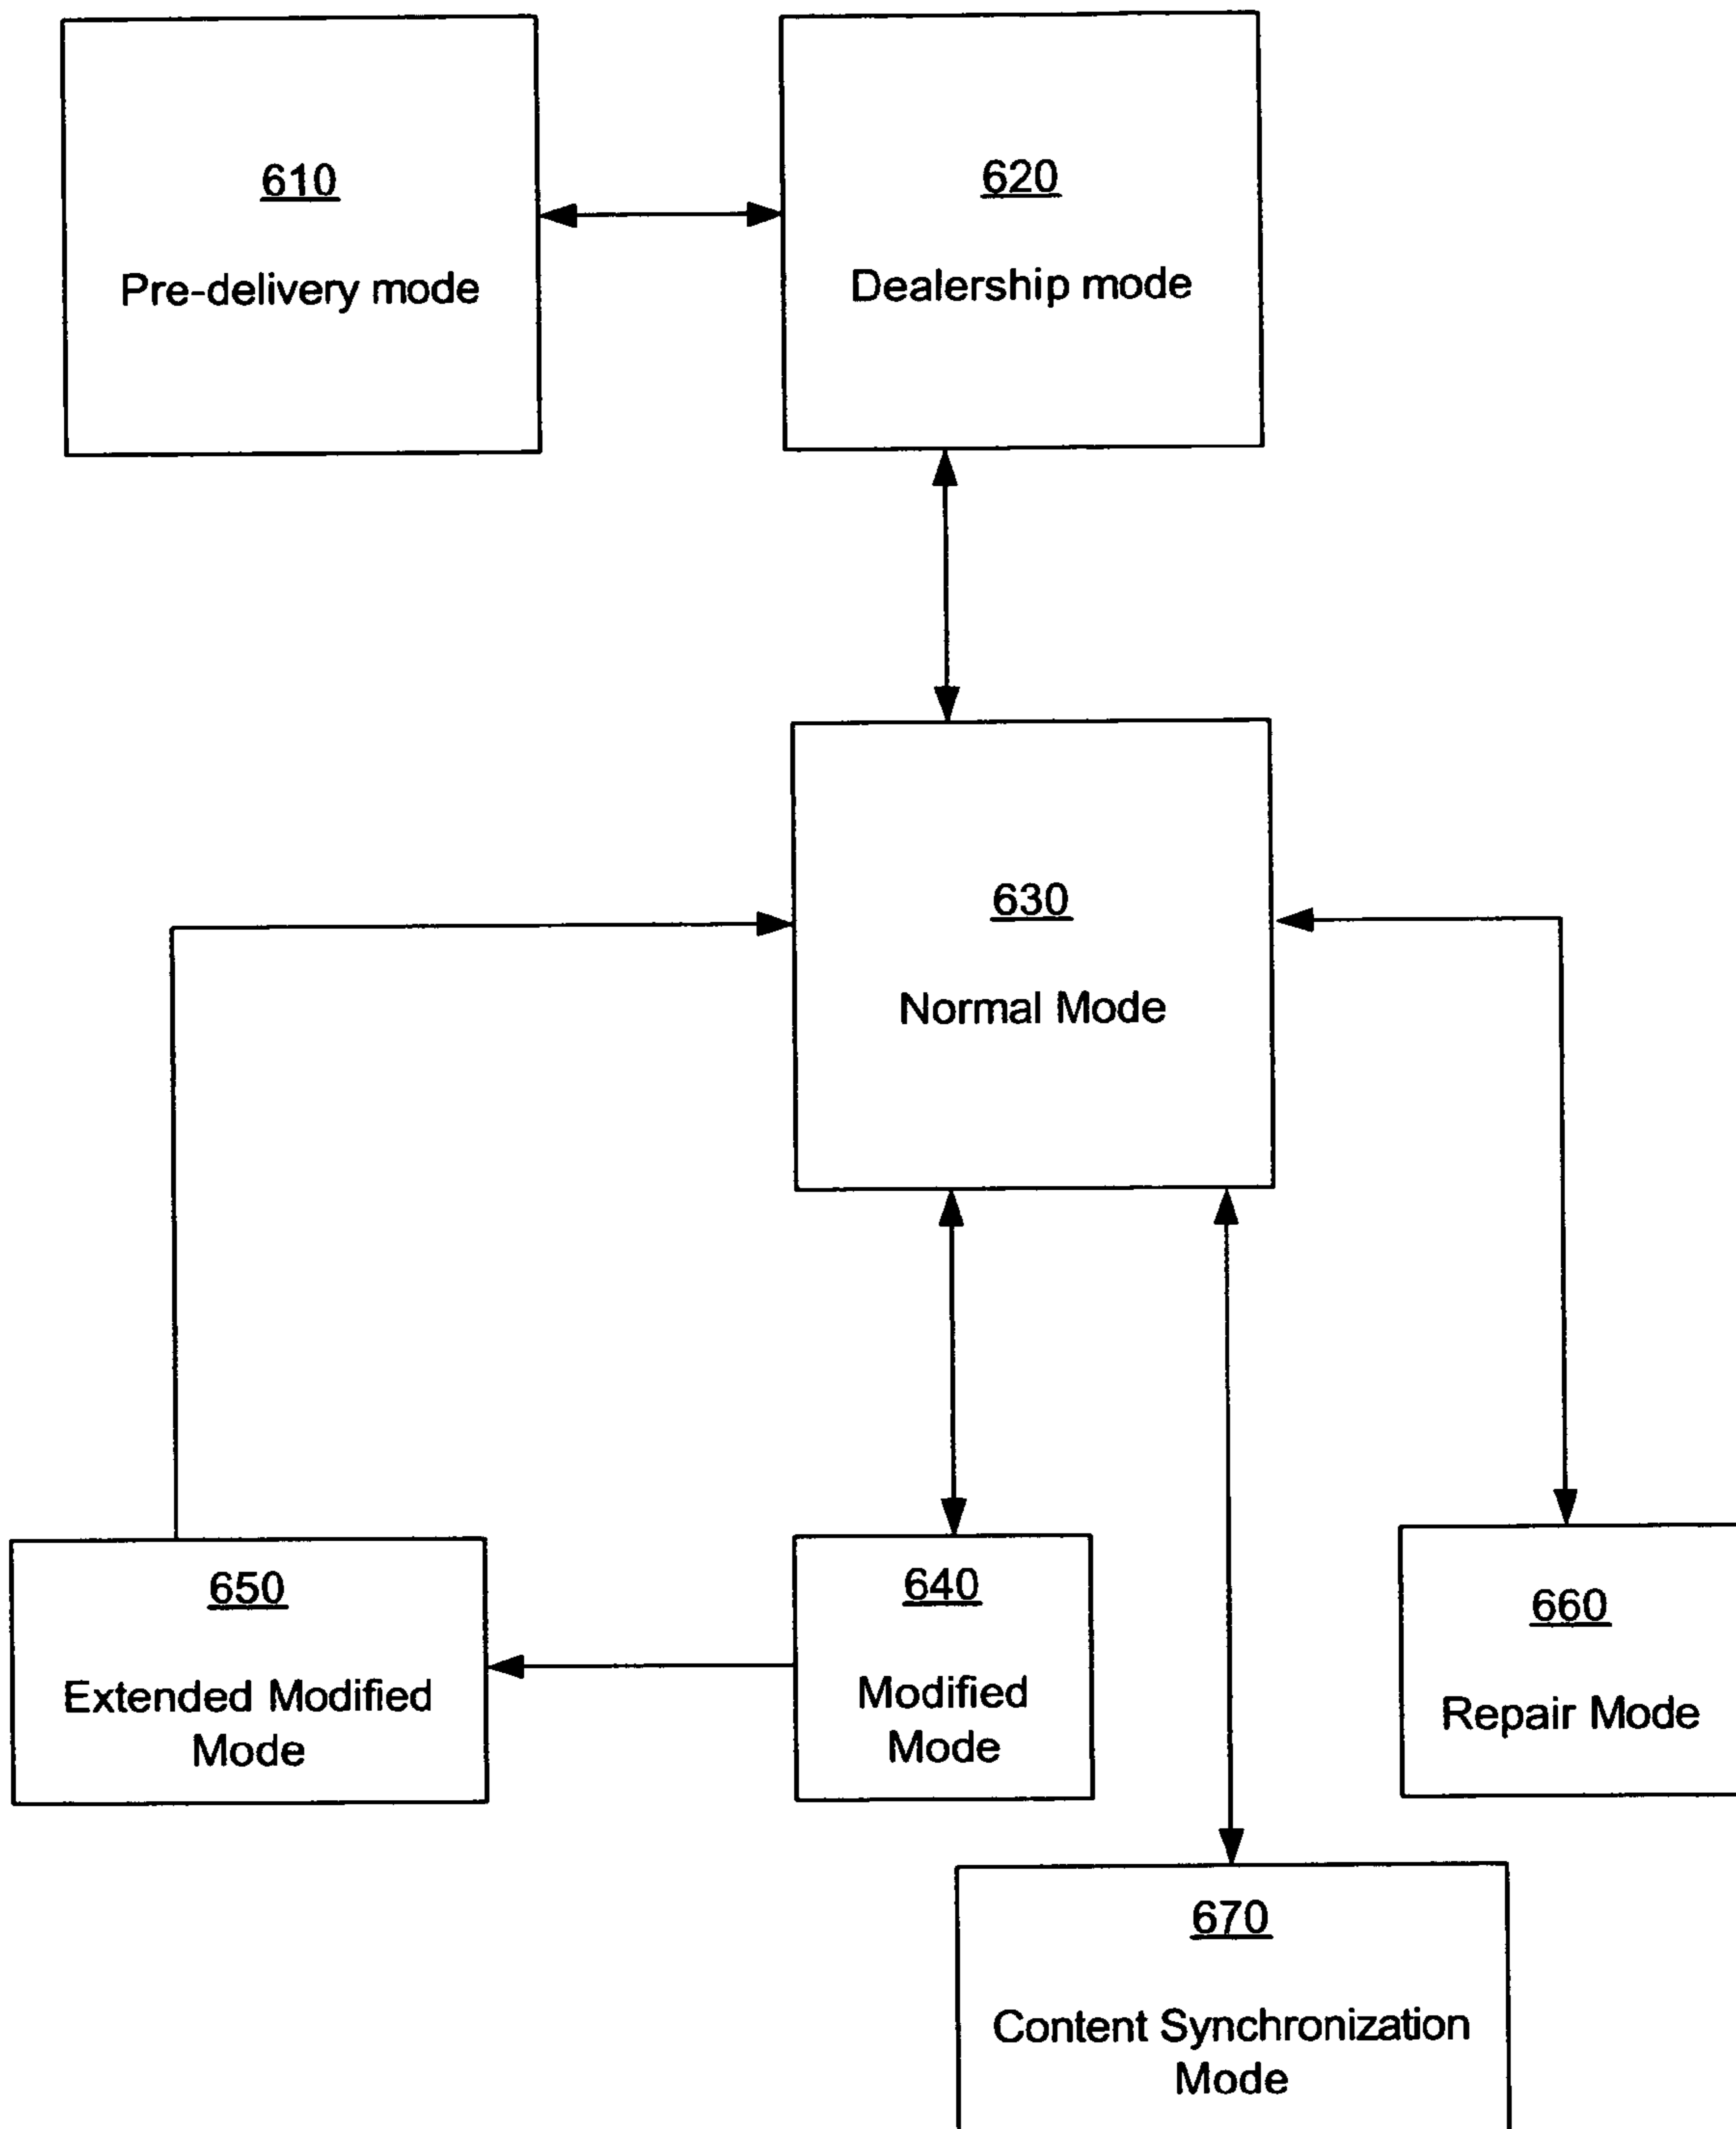 610
Pre-delivery mode
620
Dealership mode
630
Normal Mode
650
Extended Modified
Mode
640
Modified
Mode
660
Repair Mode
670
Content Synchronization
Mode